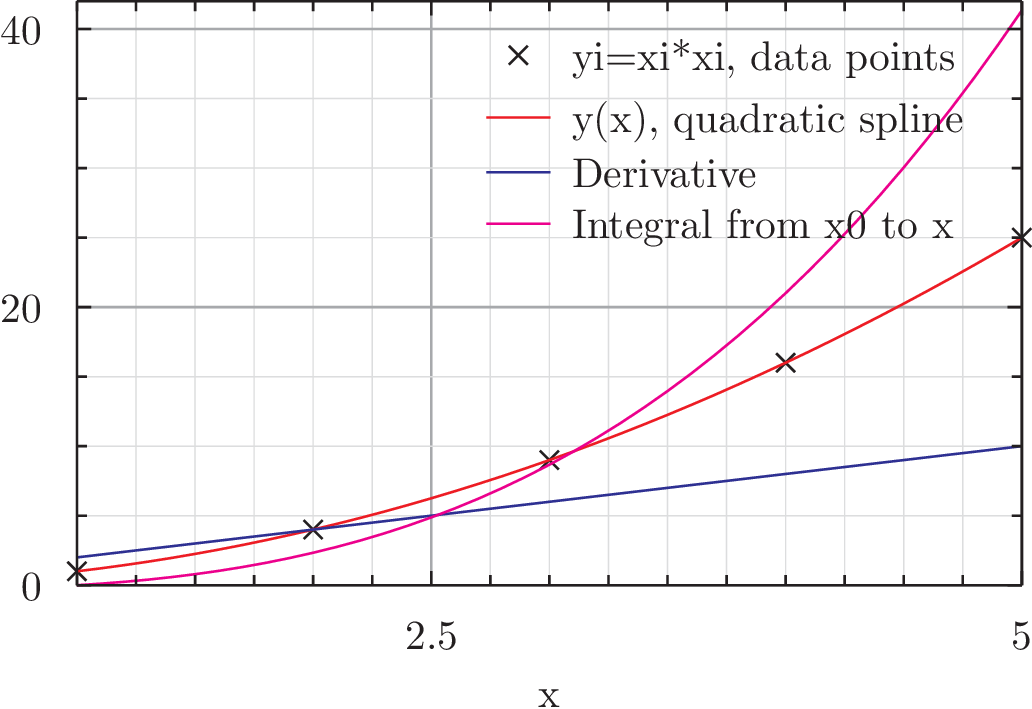 40
yi=xi*xi, data points
y(x), quadratic spline
Derivative
Integral from x0 to x
20
0
2.5
5
x